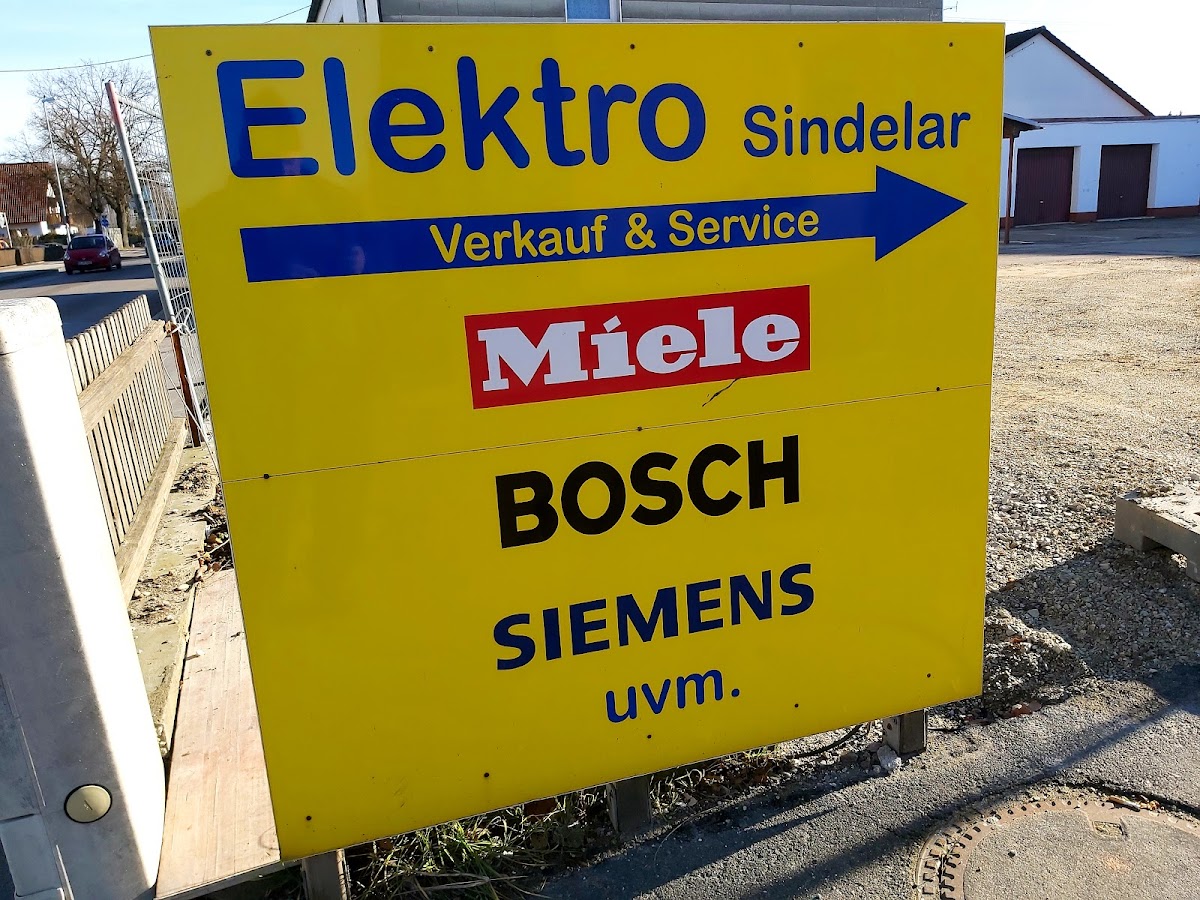 Elektro Sindelar
Verkauf & Service
Miele
BOSCH
SIEMENS
uvm.